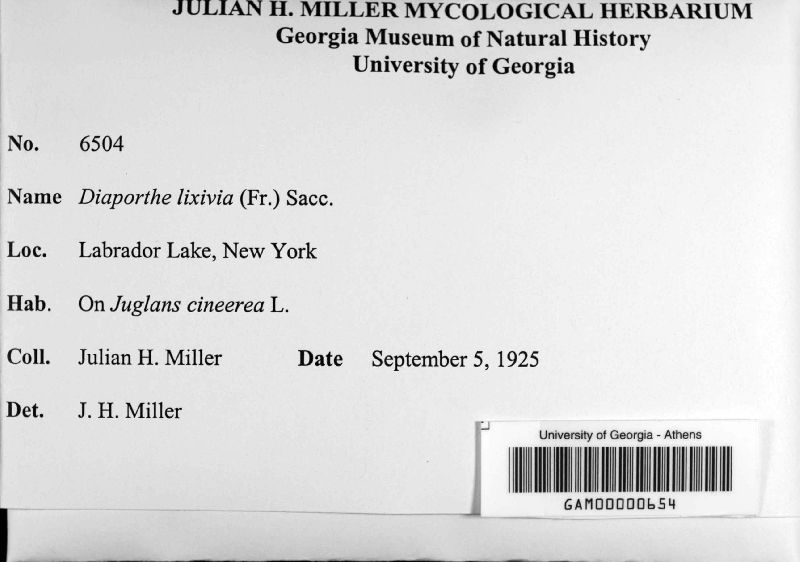 JULIAN H. MILLER MYCOLOGICAL HERBARIUM
Georgia Museum of Natural History
University of Georgia
No. 6504
Name Diaporthe lixivia (Fr.) Sacc.
Loc. Labrador Lake, New York
Hab. On Juglans cineerea L.
Coll. Julian H. Miller Date September 5, 1925
Det. J. H. Miller
University of Georgia - Athens
GAM00000654